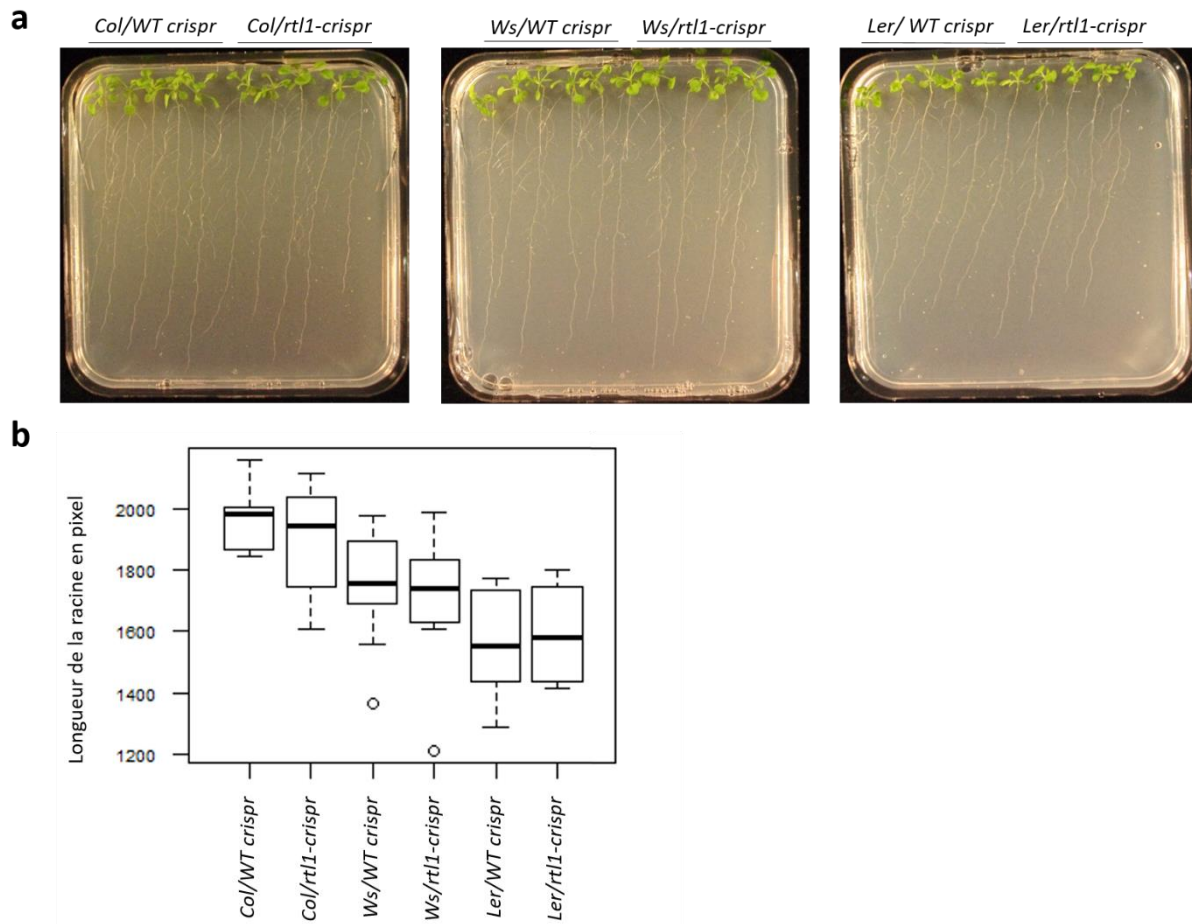 a
Col/WT crispr
Col/rtl1-crispr
Ws/WT crispr
Ws/rtl1-crispr
Ler/ WT crispr
Ler/rtl1-crispr
b
Longueur de la racine en pixel
2000
1800
1600
1400
1200
Col/WT crispr
Col/rtl1-crispr
Ws/WT crispr
Ws/rtl1-crispr
Ler/WT crispr
Ler/rtl1-crispr